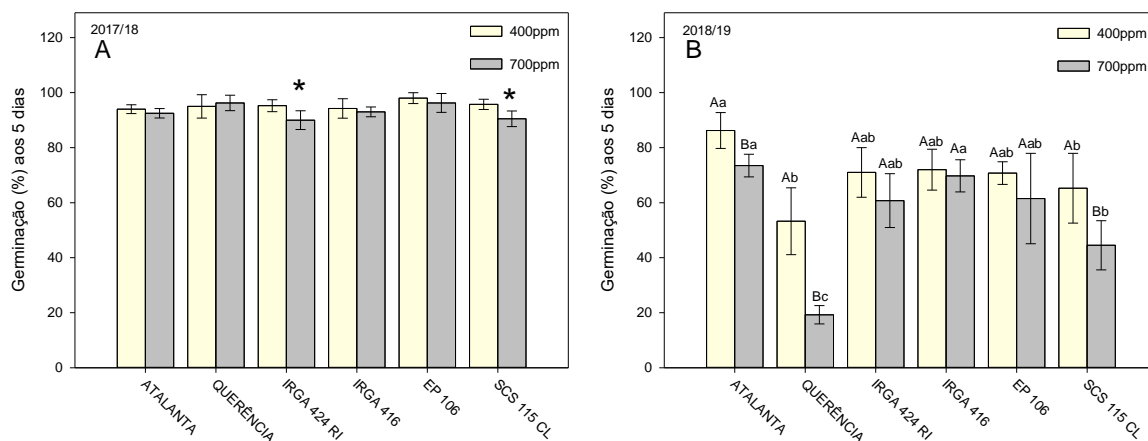 2017/18
A
400ppm
700ppm
*
*
Germinação (%) aos 5 dias
120
100
80
60
40
20
0
ATALANTA
QUERÊNCIA
IRGA 424 RI
IRGA 416
EP 106
SCS 115 CL
2018/19
B
400ppm
700ppm
Aa
Ba
Ab
Bc
Aab
Aab
Aab
Aa
Aab
Aab
Ab
Bb
Germinação (%) aos 5 dias
120
100
80
60
40
20
0
ATALANTA
QUERÊNCIA
IRGA 424 RI
IRGA 416
EP 106
SCS 115 CL